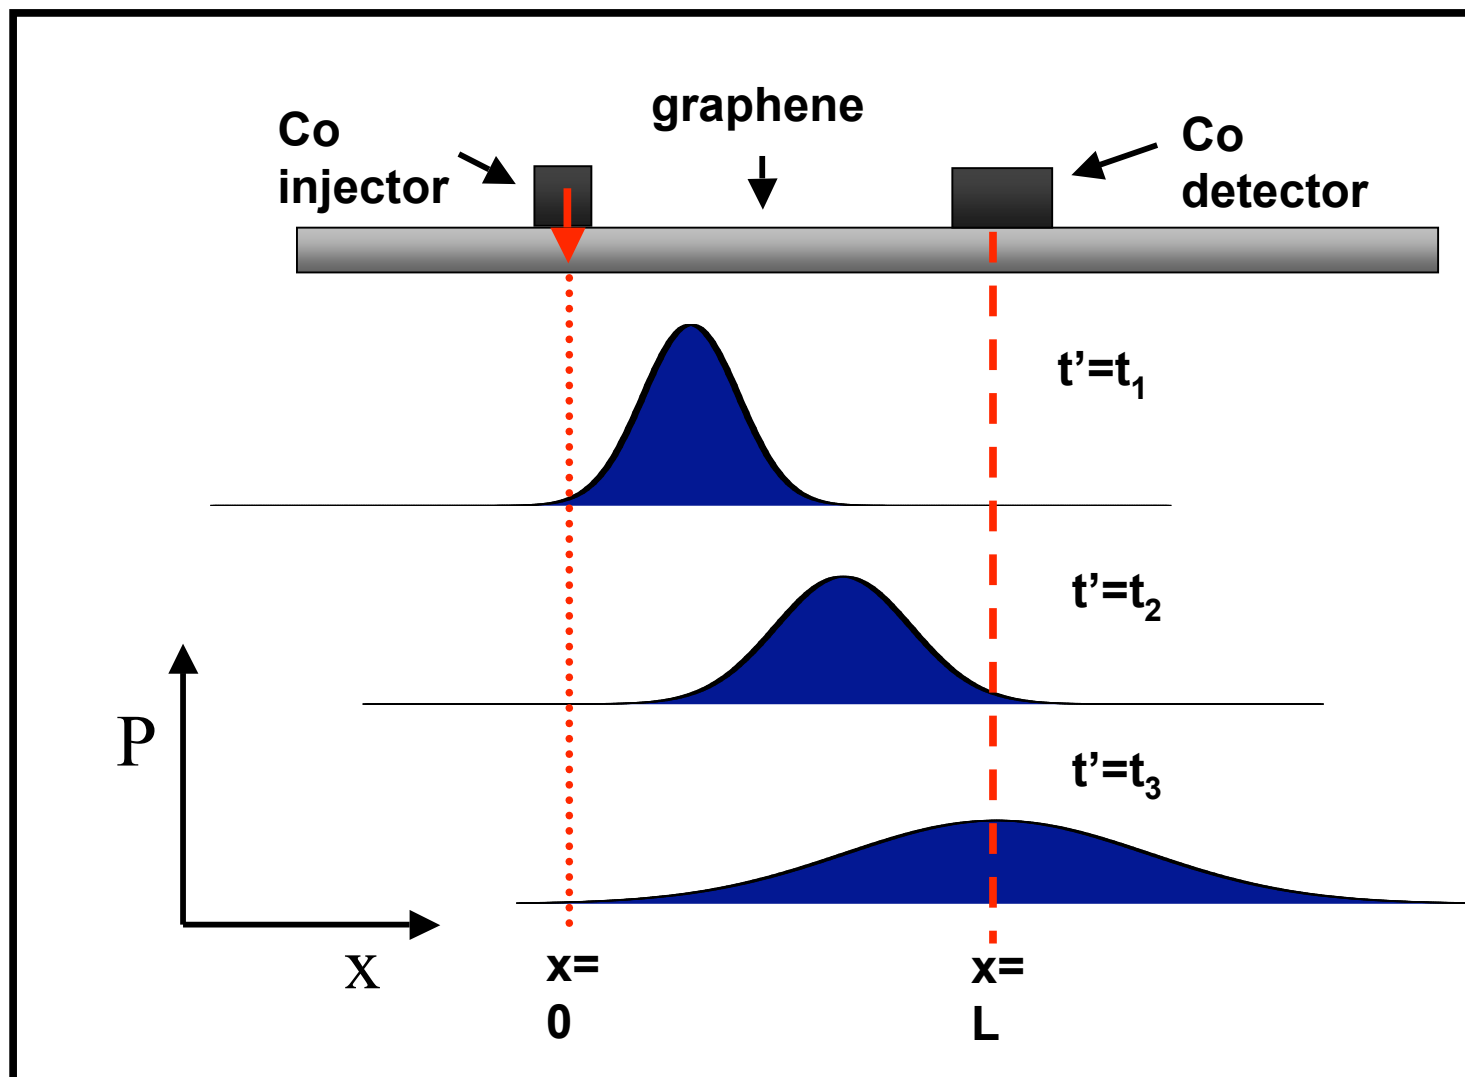 graphene
Co
injector
Co
detector
t’=t₁
t’=t₂
t’=t₃
P
x
x=
0
x=
L